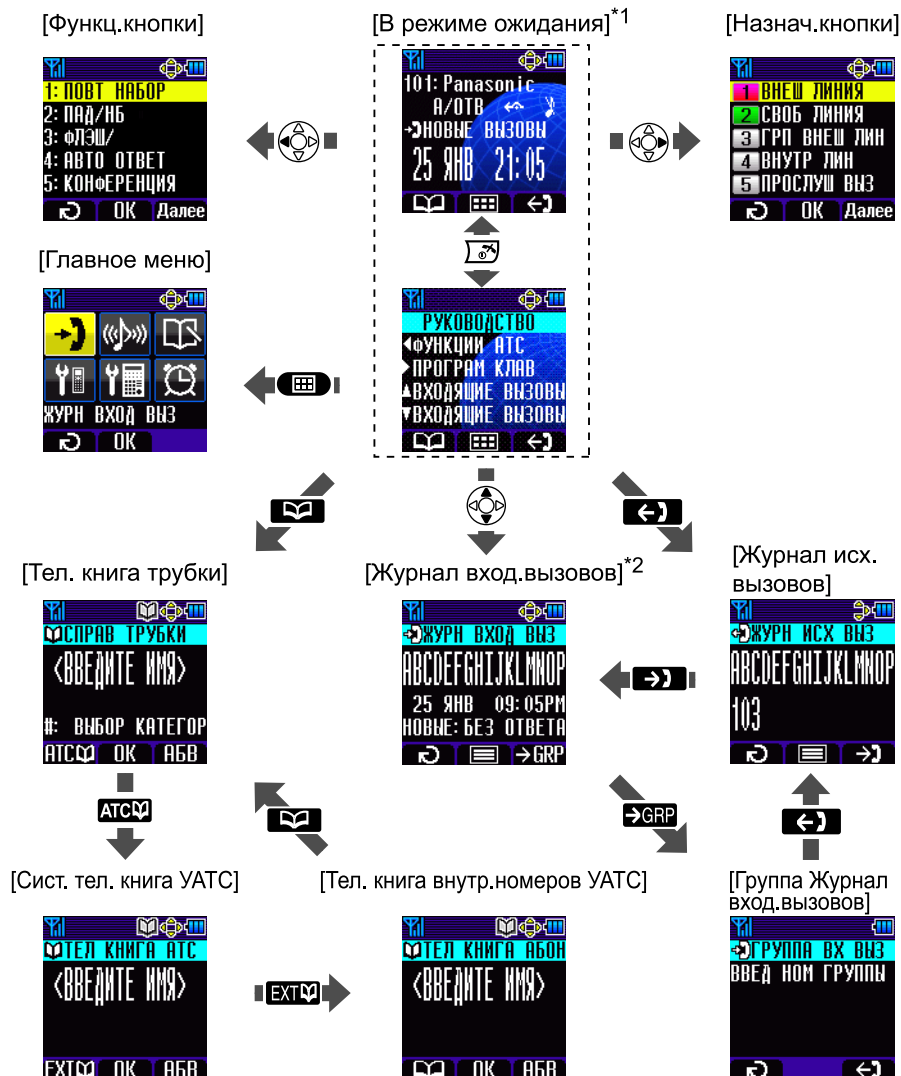 [Функц.кнопки]
[В режиме ожидания]*1
[Назнач.кнопки]
1: ПОВТ НАБОР
2: ПАД/НБ
3: ФЛЭШ/
4: АВТО ОТВЕТ
5: КОНФЕРЕНЦИЯ
OK Далее
101: Panasonic
А/ОТВ
НОВЫЕ ВЫЗОВЫ
25 ЯНВ 21:05
1 ВНЕШ ЛИНИЯ
2 СВОБ ЛИНИЯ
3 ГРП ВНЕШ ЛИН
4 ВНУТР ЛИН
5 ПРОСЛУШ ВЫЗ
OK Далее
[Главное меню]
ЖУРН ВХОД ВЫЗ
OK
РУКОВОДСТВО
ФУНКЦИИ АТС
ПРОГРАМ КЛАВ
ВХОДЯЩИЕ ВЫЗОВЫ
ВХОДЯЩИЕ ВЫЗОВЫ
[Тел. книга трубки]
[Журнал вход.вызовов]*2
[Журнал исх.
вызовов]
СПРАВ ТРУБКИ
<ВВЕДИТЕ ИМЯ>
#: ВЫБОР КАТЕГОР
АТС OK АБВ
ЖУРН ВХОД ВЫЗ
ABCDEFGHIJKLMNOP
25 ЯНВ 09:05PM
НОВЫЕ: БЕЗ ОТВЕТА
→GRP
ЖУРН ИСХ ВЫЗ
ABCDEFGHIJKLMNOP
103
АТС
→GRP
[Сист. тел. книга УАТС]
[Тел. книга внутр.номеров УАТС]
[Группа Журнал
вход.вызовов]
ТЕЛ КНИГА АТС
<ВВЕДИТЕ ИМЯ>
EXT OK АБВ
EXT
ТЕЛ КНИГА АБОН
<ВВЕДИТЕ ИМЯ>
OK АБВ
ГРУППА ВХ ВЫЗ
ВВЕД НОМ ГРУППЫ